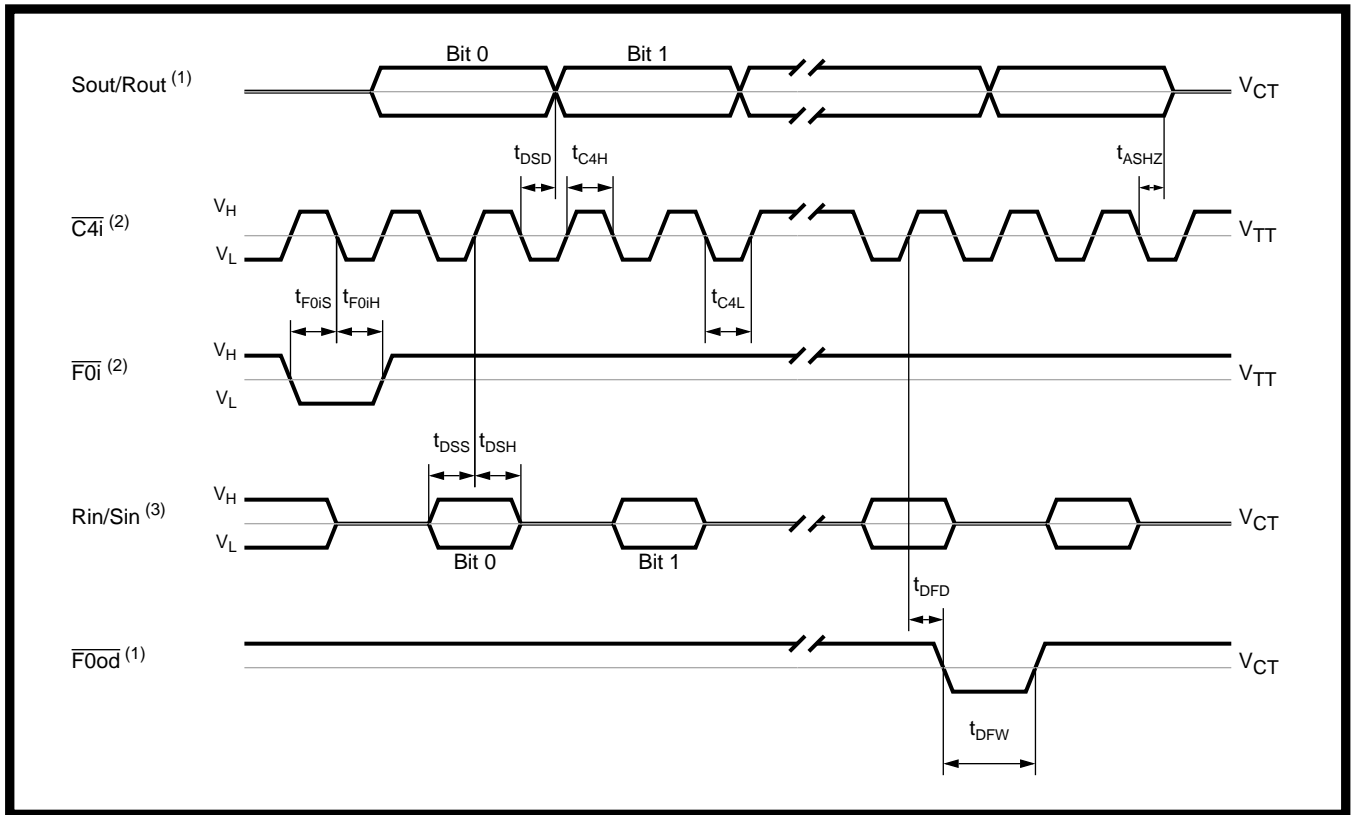 Bit 0 Bit 1
Sout/Rout (1) VCT
tDSD tC4H tASHZ
VH
C4i (2) VTT
VL
tF0iS tF0iH tC4L
VH
F0i (2) VTT
VL
tDSS tDSH
VH
Rin/Sin (3) VCT
VL
Bit 0 Bit 1
tDFD
F0od (1) VCT
tDFW